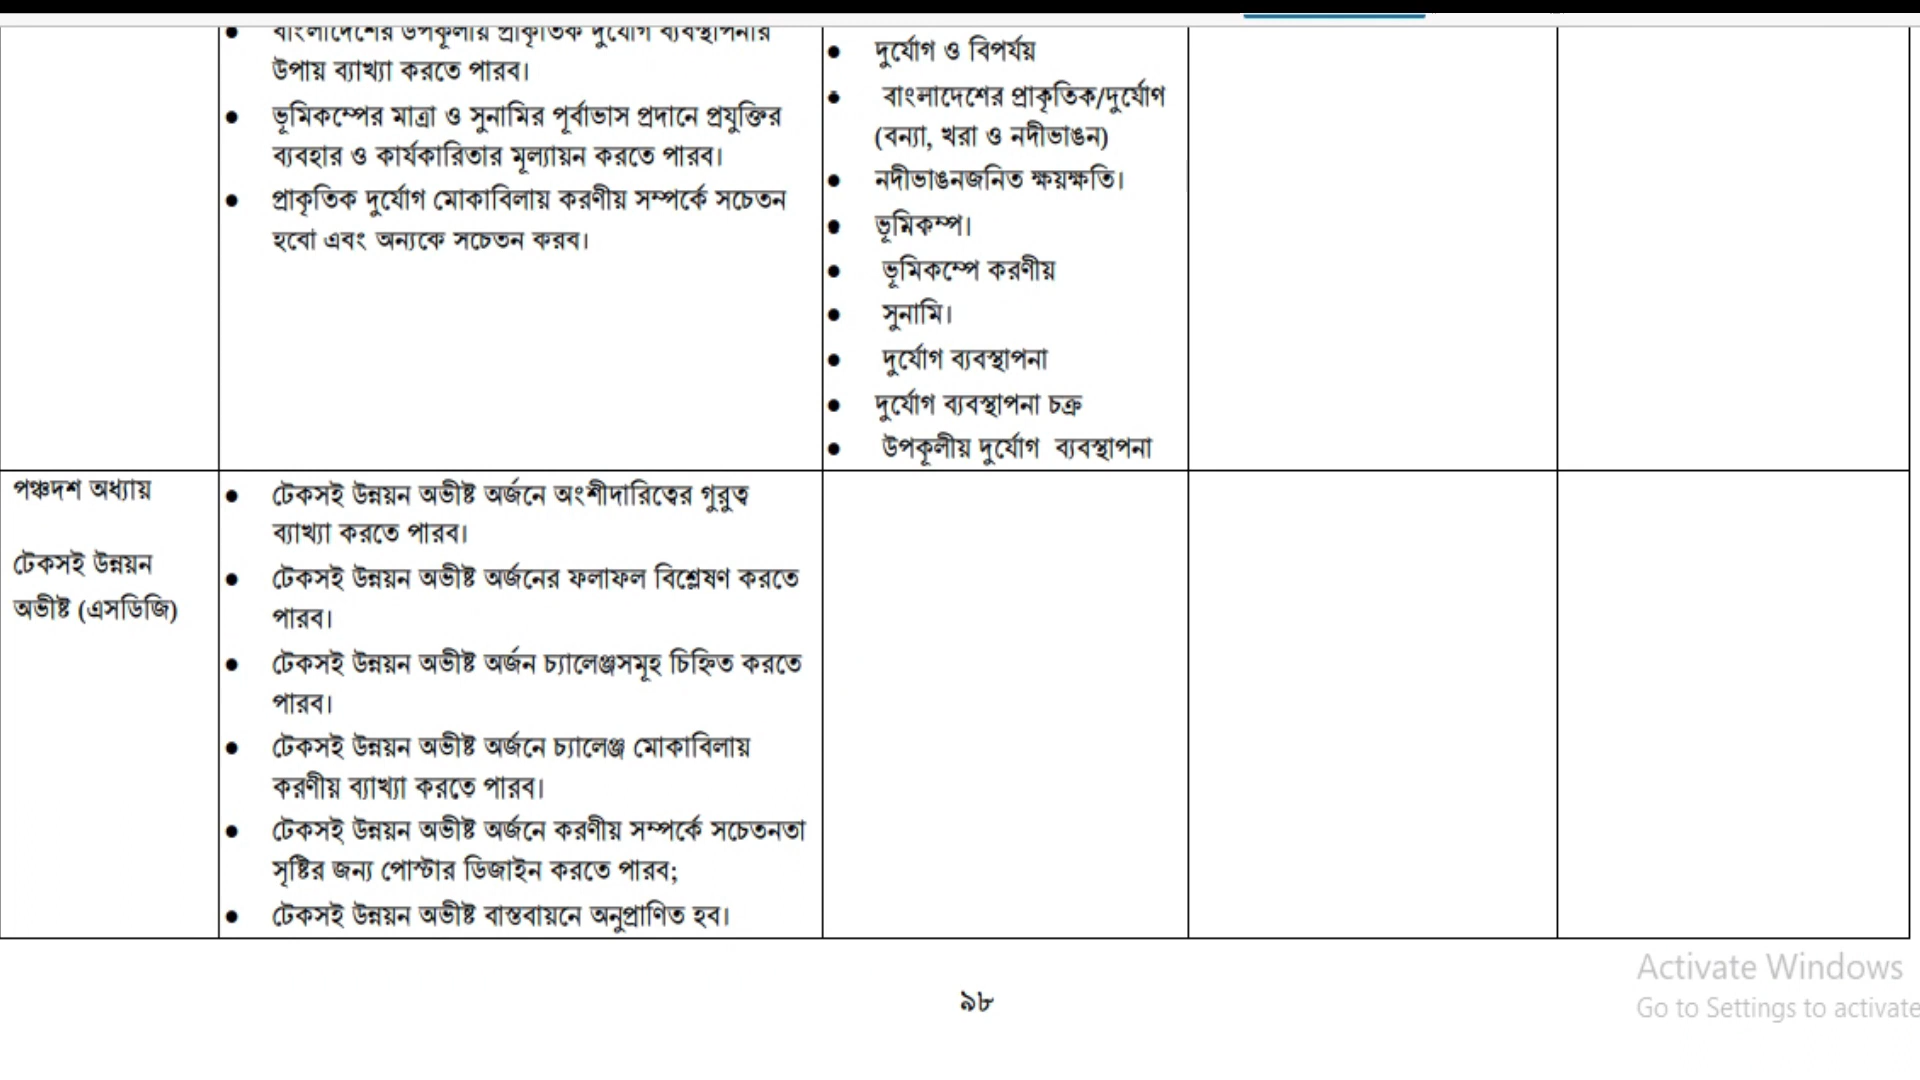 বাংলাদেশের উপকূলীয় প্রাকৃতিক দুর্যোগ ব্যবস্থাপনার
উপায় ব্যাখ্যা করতে পারব।
ভূমিকম্পের মাত্রা ও সুনামির পূর্বাভাস প্রদানে প্রযুক্তির
ব্যবহার ও কার্যকারিতার মূল্যায়ন করতে পারব।
প্রাকৃতিক দুর্যোগ মোকাবিলায় করণীয় সম্পর্কে সচেতন
হবো এবং অন্যকে সচেতন করব।
দুর্যোগ ও বিপর্যয়
বাংলাদেশের প্রাকৃতিক/দুর্যোগ
(বন্যা, খরা ও নদীভাঙন)
নদীভাঙনজনিত ক্ষয়ক্ষতি।
ভূমিকম্প।
ভূমিকম্পে করণীয়
সুনামি।
দুর্যোগ ব্যবস্থাপনা
দুর্যোগ ব্যবস্থাপনা চক্র
উপকূলীয় দুর্যোগ ব্যবস্থাপনা
পঞ্চদশ অধ্যায়
টেকসই উন্নয়ন
অভীষ্ট (এসডিজি)
টেকসই উন্নয়ন অভীষ্ট অর্জনে অংশীদারিত্বের গুরুত্ব
ব্যাখ্যা করতে পারব।
টেকসই উন্নয়ন অভীষ্ট অর্জনের ফলাফল বিশ্লেষণ করতে
পারব।
টেকসই উন্নয়ন অভীষ্ট অর্জন চ্যালেঞ্জসমূহ চিহ্নিত করতে
পারব।
টেকসই উন্নয়ন অভীষ্ট অর্জনে চ্যালেঞ্জ মোকাবিলায়
করণীয় ব্যাখ্যা করতে পারব।
টেকসই উন্নয়ন অভীষ্ট অর্জনে করণীয় সম্পর্কে সচেতনতা
সৃষ্টির জন্য পোস্টার ডিজাইন করতে পারব;
টেকসই উন্নয়ন অভীষ্ট বাস্তবায়নে অনুপ্রাণিত হব।
৯৮
Activate Windows
Go to Settings to activate